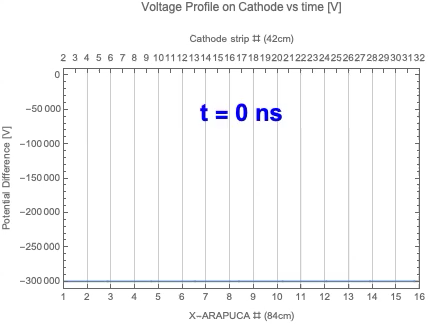 Voltage Profile on Cathode vs time [V]
Cathode strip # (42cm)
2 3 4 5 6 7 8 9 10 11 12 13 14 15 16 17 18 19 20 21 22 23 24 25 26 27 28 29 30 31 32
t = 0 ns
Potential Difference [V]
0
-50 000
-100 000
-150 000
-200 000
-250 000
-300 000
1 2 3 4 5 6 7 8 9 10 11 12 13 14 15 16
X-ARAPUCA # (84cm)